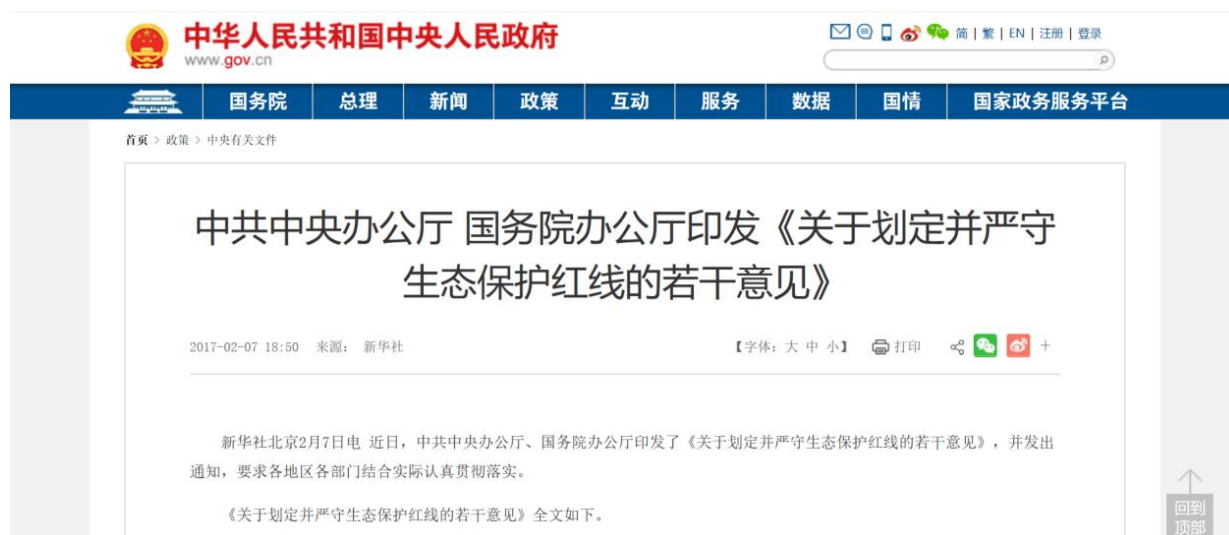 中华人民共和国中央人民政府
www.gov.cn
简 | 繁 | EN | 注册 | 登录
国务院 总理 新闻 政策 互动 服务 数据 国情 国家政务服务平台
首页 > 政策 > 中央有关文件
中共中央办公厅 国务院办公厅印发《关于划定并严守
生态保护红线的若干意见》
2017-02-07 18:50 来源: 新华社 【字体: 大 中 小】 打印 +
新华社北京2月7日电 近日，中共中央办公厅、国务院办公厅印发了《关于划定并严守生态保护红线的若干意见》，并发出
通知，要求各地区各部门结合实际认真贯彻落实。
《关于划定并严守生态保护红线的若干意见》全文如下。
回到
顶部